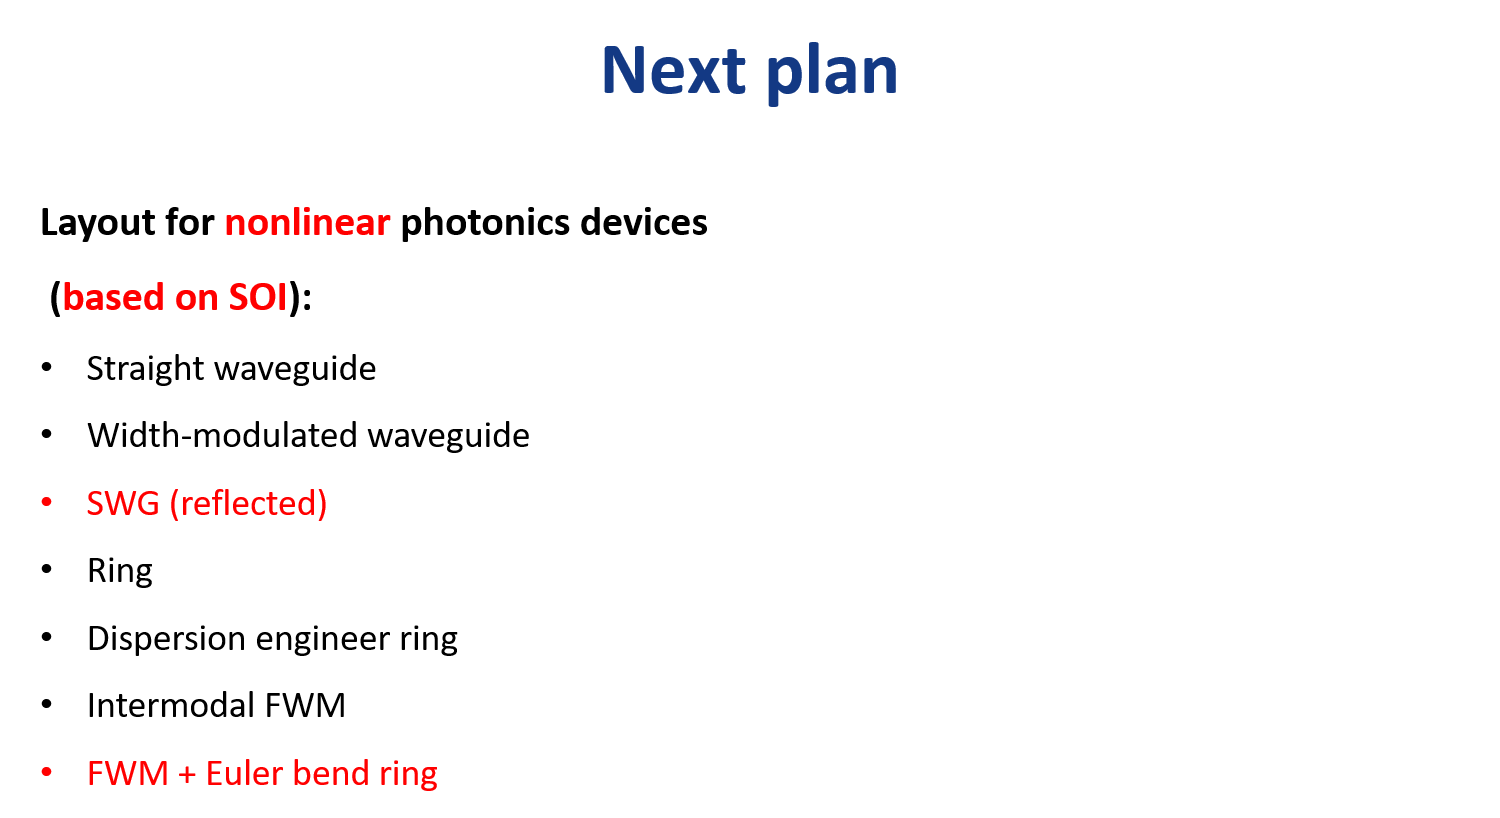 Next plan
Layout for nonlinear photonics devices
(based on SOI):
• Straight waveguide
• Width-modulated waveguide
• SWG (reflected)
• Ring
• Dispersion engineer ring
• Intermodal FWM
• FWM + Euler bend ring